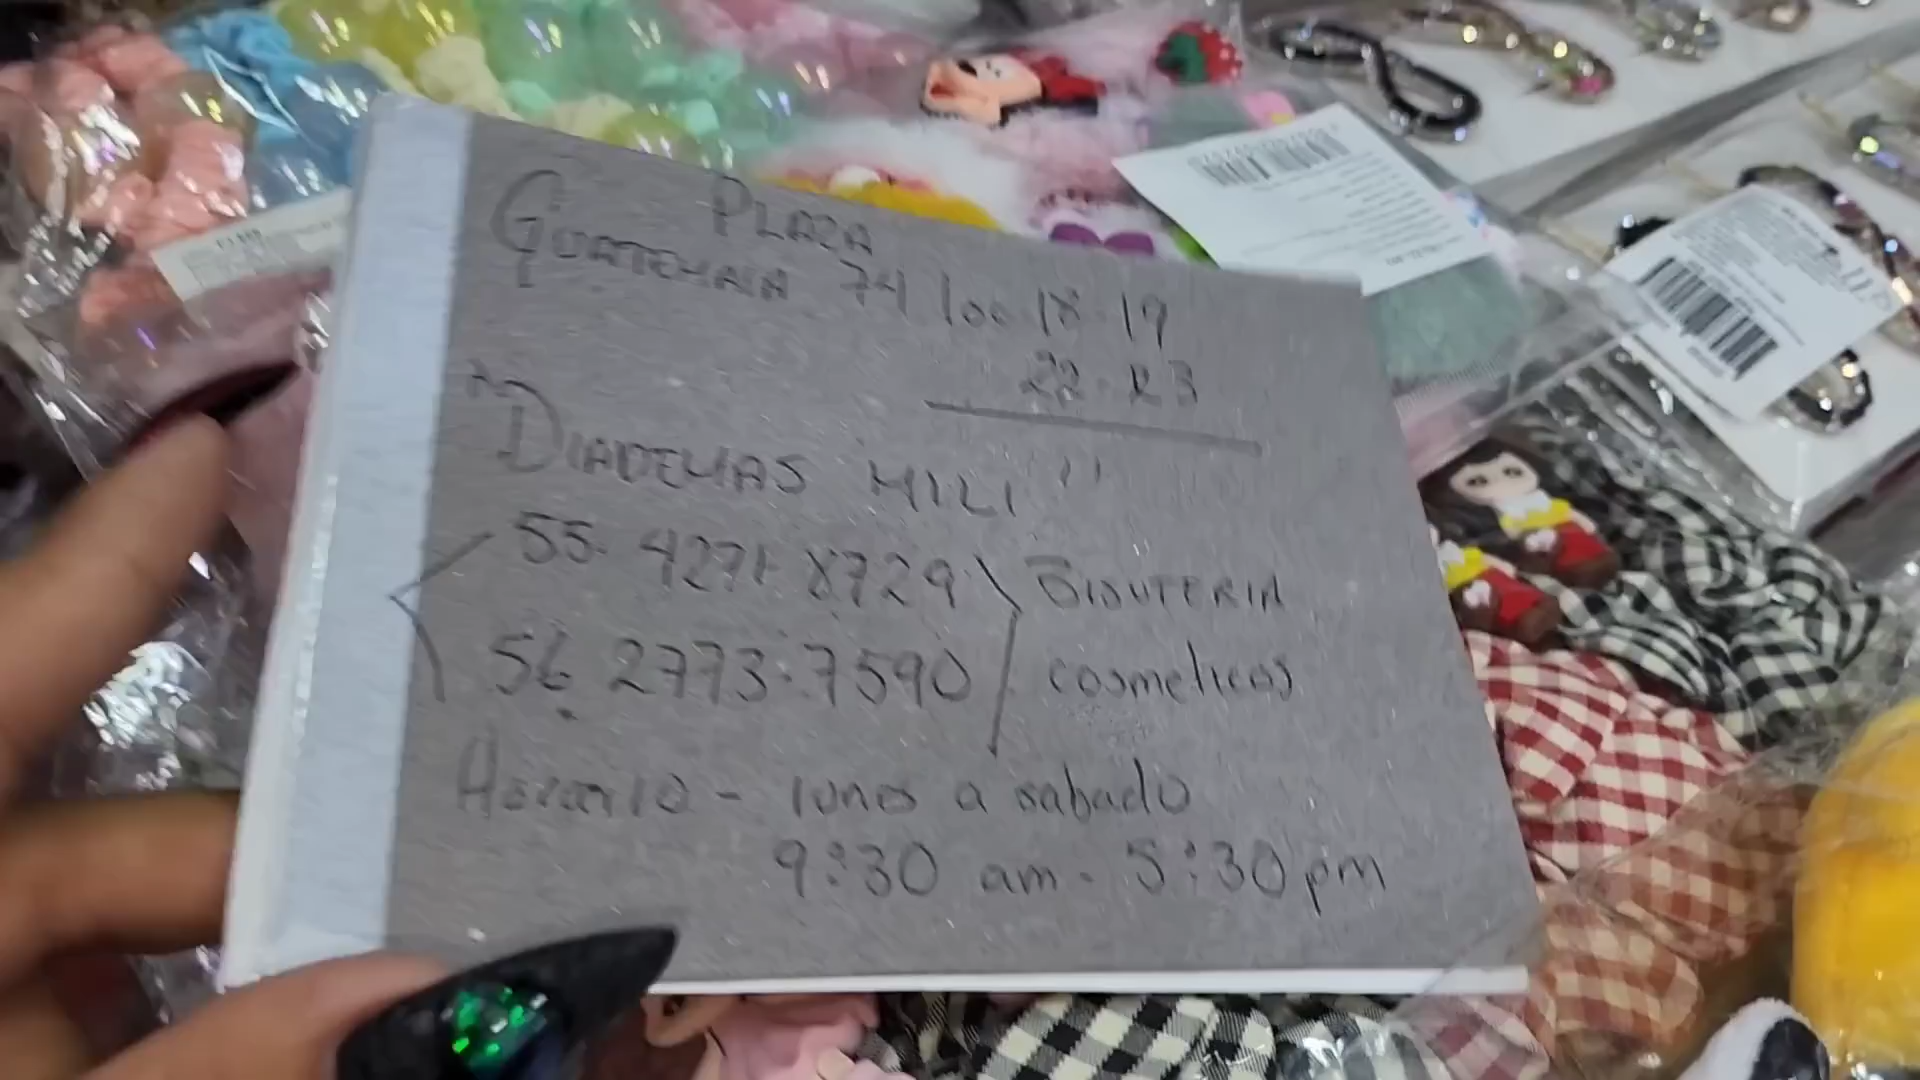 PLAZA
GUATEMALA 74 loc 18-19
22-23
"DIADEMAS MILI"
55-4271-8729 BISUTERIA
56 2773-7590 cosmeticos
Horario - lunes a sabado
9:30 am - 5:30 pm